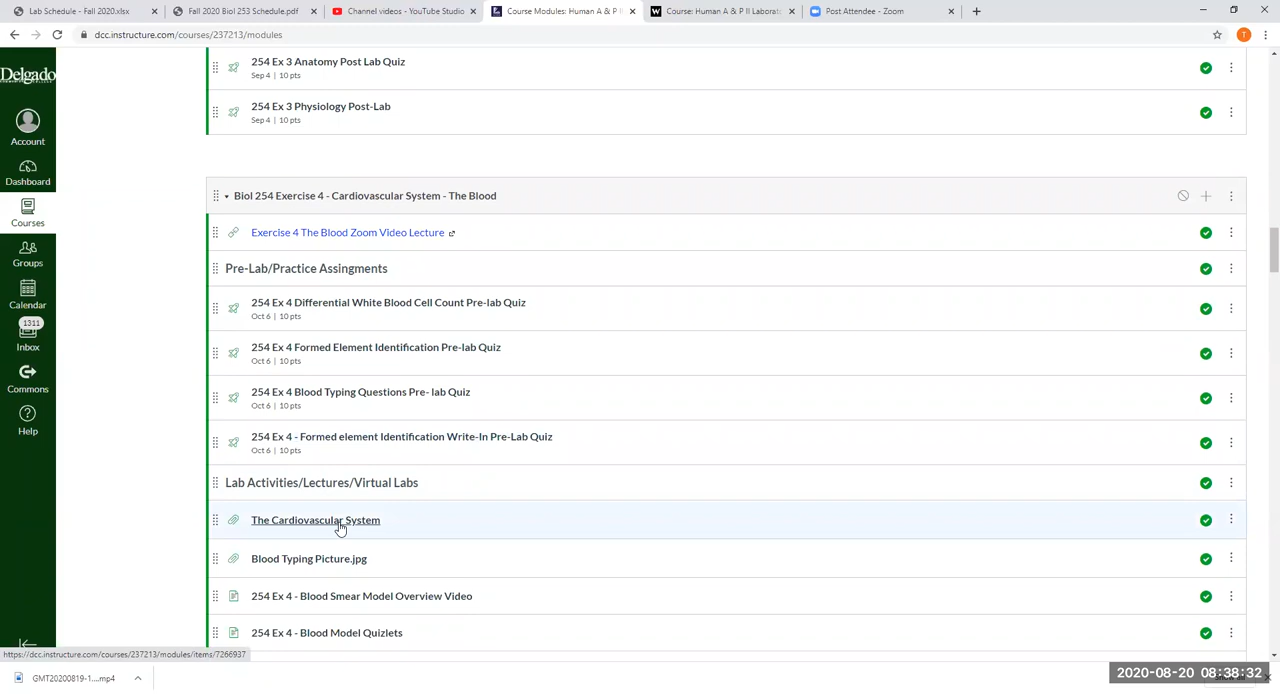 Lab Schedule - Fall 2020.xlsx
Fall 2020 Biol 253 Schedule.pdf
Channel videos - YouTube Studio
Course Modules: Human A & P II
Course: Human A & P II Laborat
Post Attendee - Zoom
dcc.instructure.com/courses/237213/modules
T
Delgado
Account
Dashboard
Courses
Groups
Calendar
1311
Inbox
Commons
Help
254 Ex 3 Anatomy Post Lab Quiz
Sep 4 | 10 pts
254 Ex 3 Physiology Post-Lab
Sep 4 | 10 pts
Biol 254 Exercise 4 - Cardiovascular System - The Blood
Exercise 4 The Blood Zoom Video Lecture
Pre-Lab/Practice Assingments
254 Ex 4 Differential White Blood Cell Count Pre-lab Quiz
Oct 6 | 10 pts
254 Ex 4 Formed Element Identification Pre-lab Quiz
Oct 6 | 10 pts
254 Ex 4 Blood Typing Questions Pre- lab Quiz
Oct 6 | 10 pts
254 Ex 4 - Formed element Identification Write-In Pre-Lab Quiz
Oct 6 | 10 pts
Lab Activities/Lectures/Virtual Labs
The Cardiovascular System
Blood Typing Picture.jpg
254 Ex 4 - Blood Smear Model Overview Video
254 Ex 4 - Blood Model Quizlets
https://dcc.instructure.com/courses/237213/modules/items/7266937
GMT20200819-1....mp4
2020-08-20 08:38:32